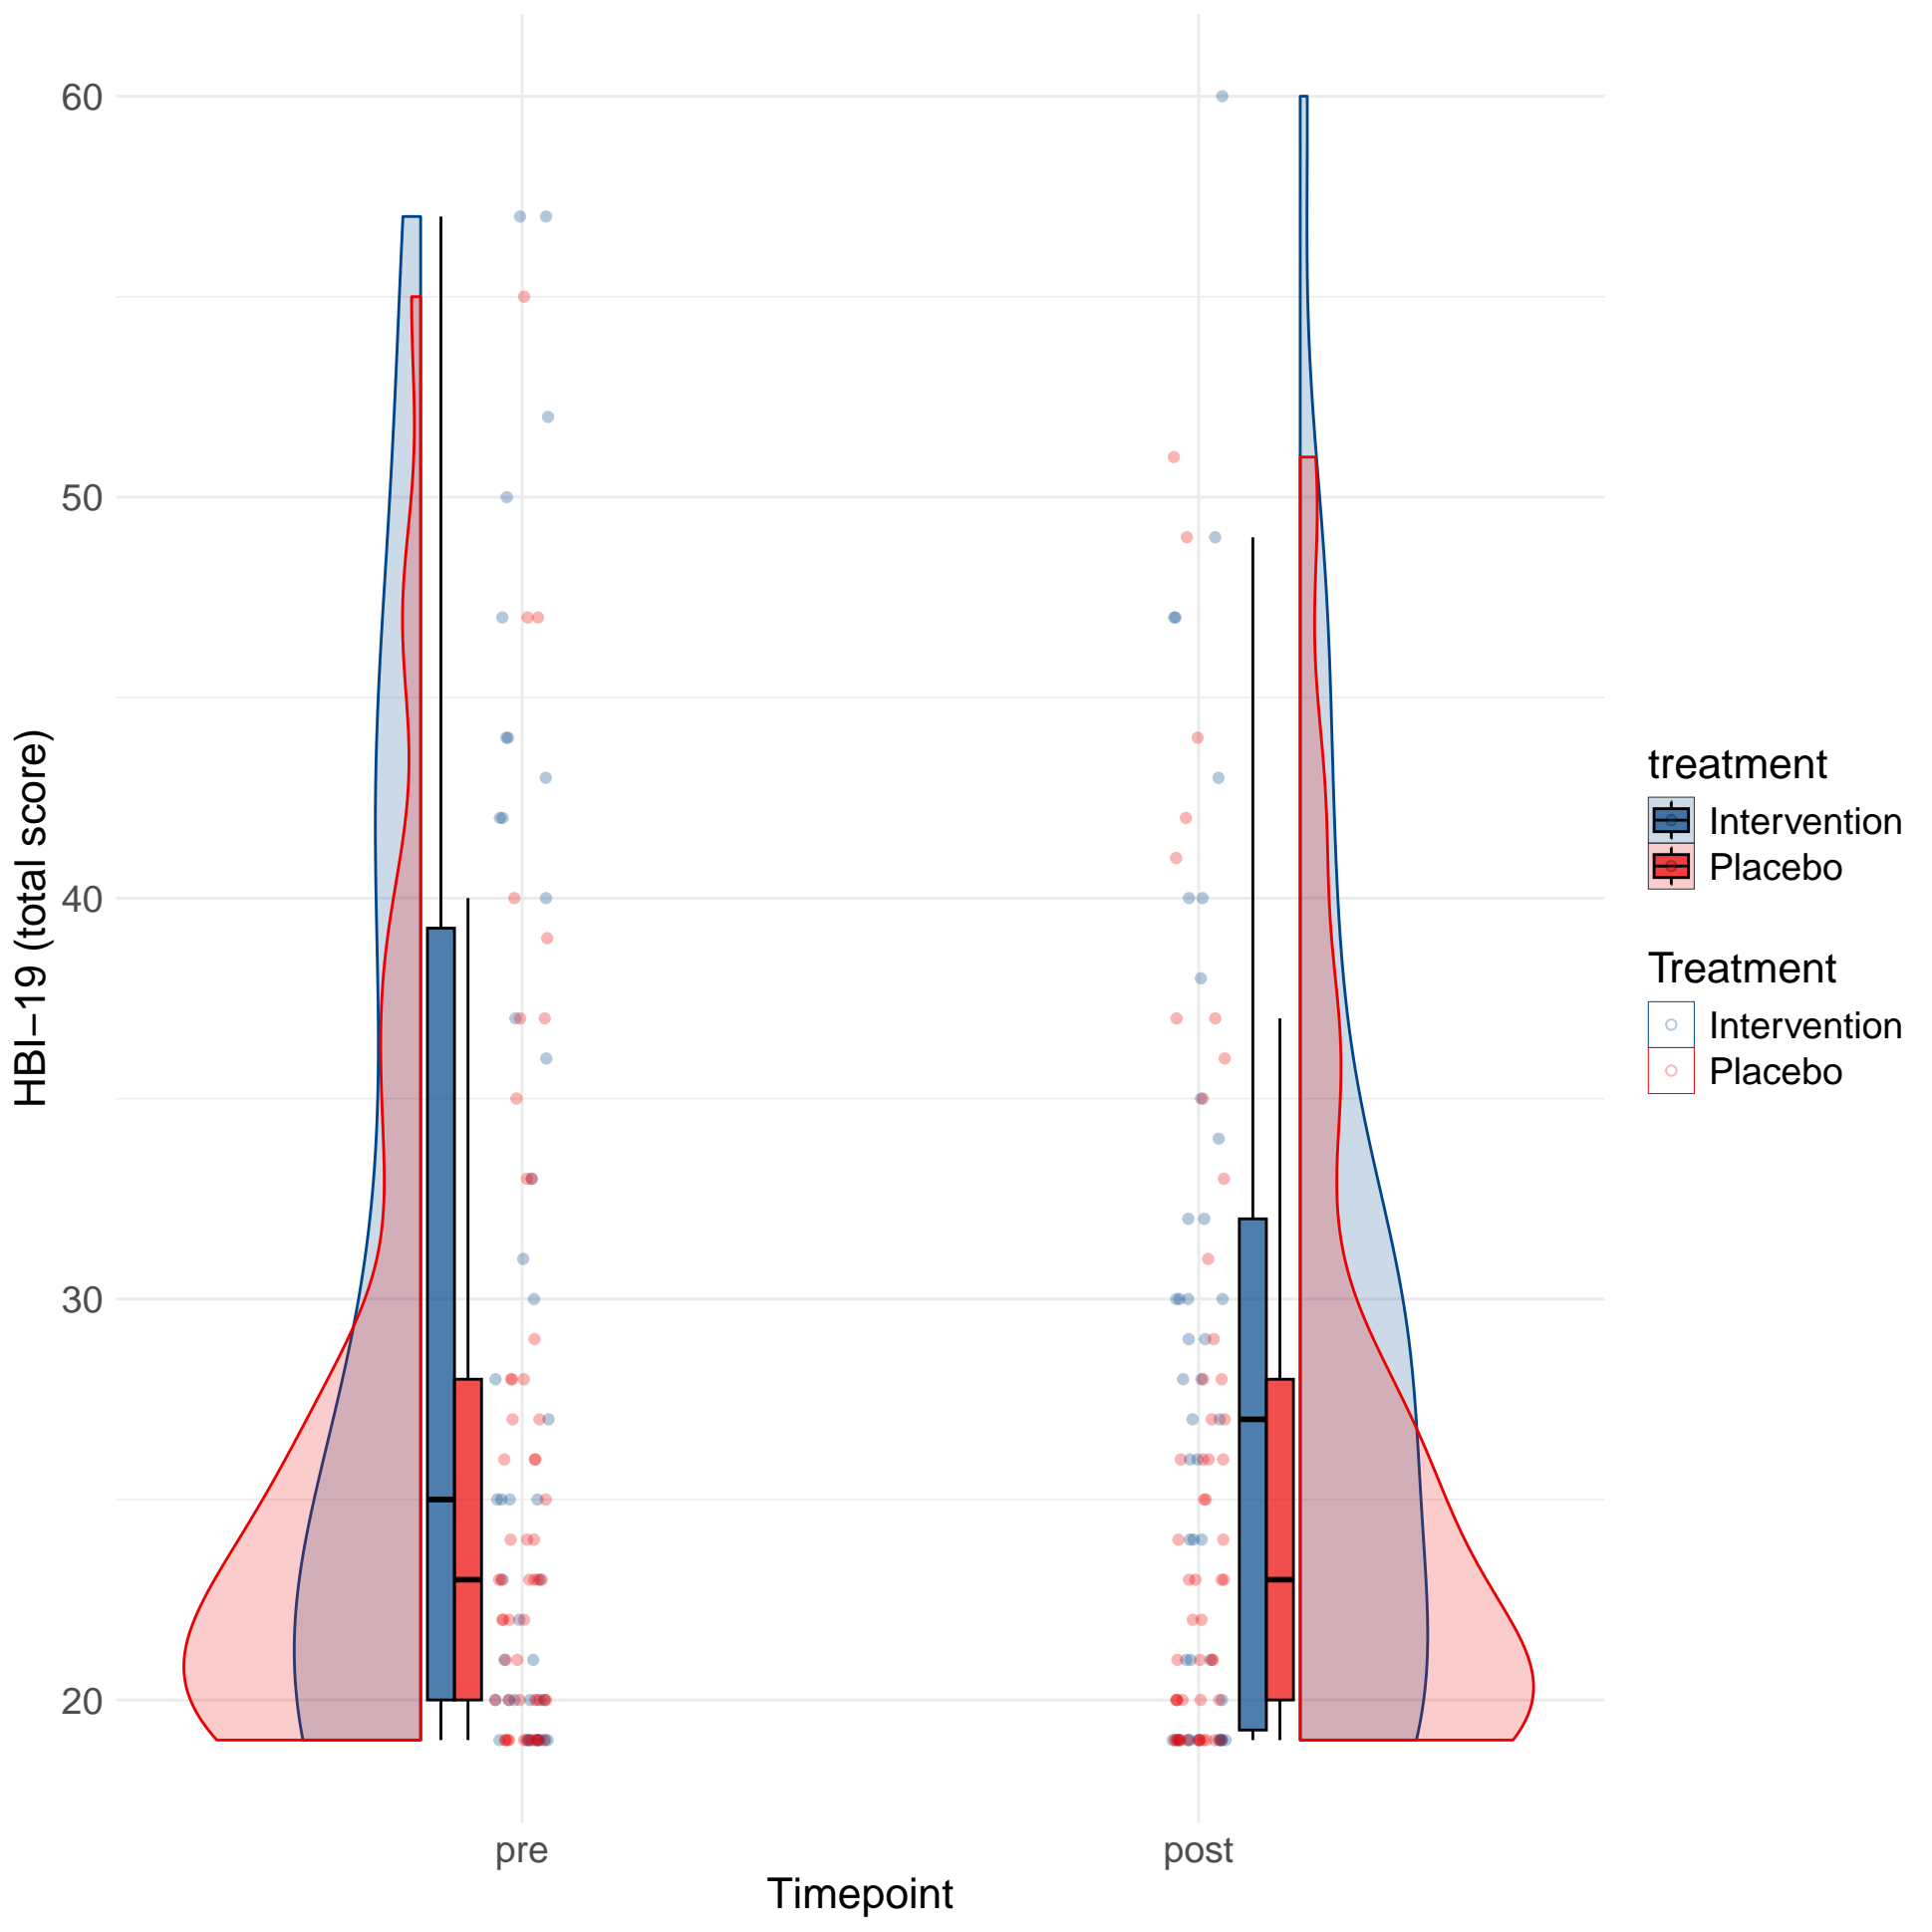 60
50
40
30
20
HBI−19 (total score)
pre
post
Timepoint
treatment
Intervention
Placebo
Treatment
Intervention
Placebo